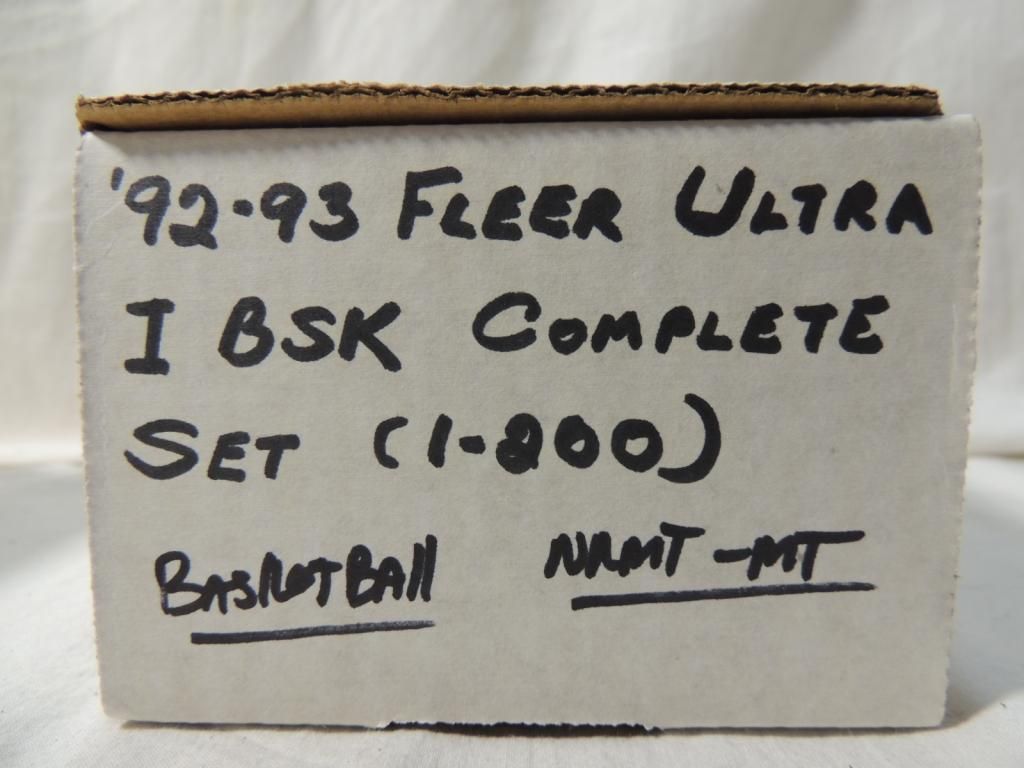 '92-93 FLEER ULTRA
I BSK COMPLETE
SET (1-200)
BASKETBALL NRMT-MT